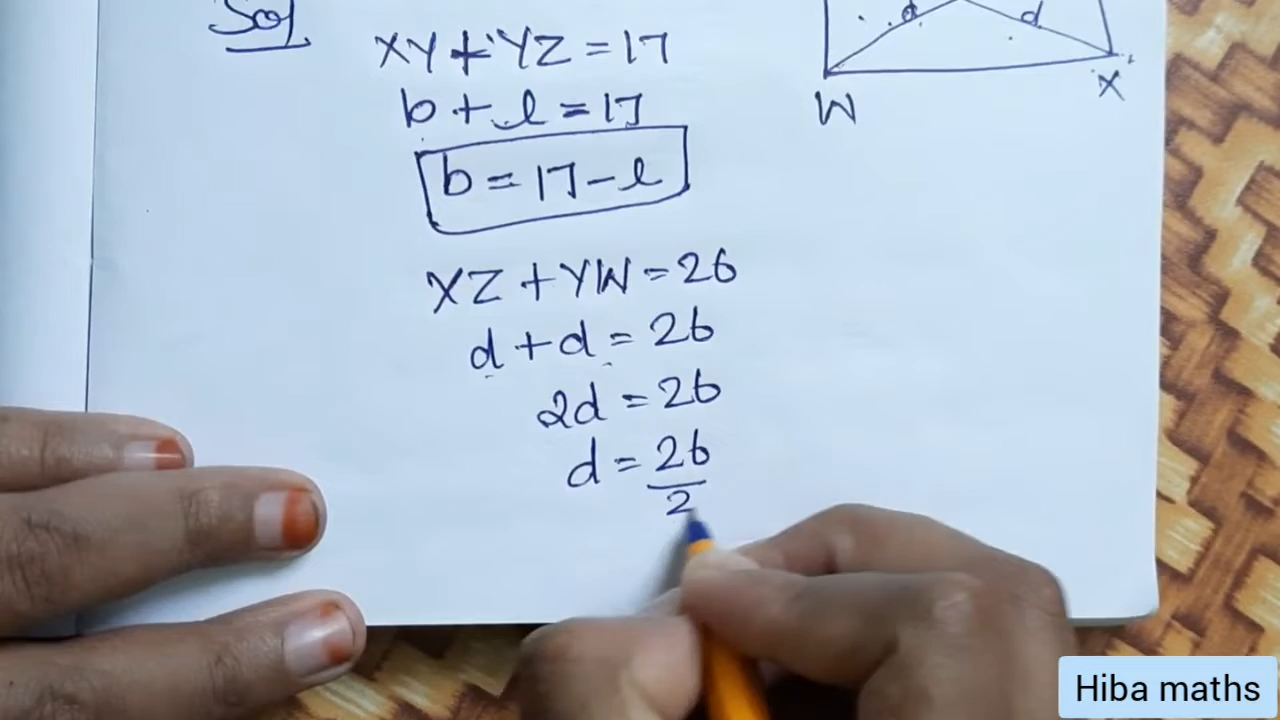 Sol
XY + YZ = 17
b + l = 17
b = 17 - l
XZ + YW = 26
d + d = 26
2d = 26
d = 26/2
d d
W X
Hiba maths